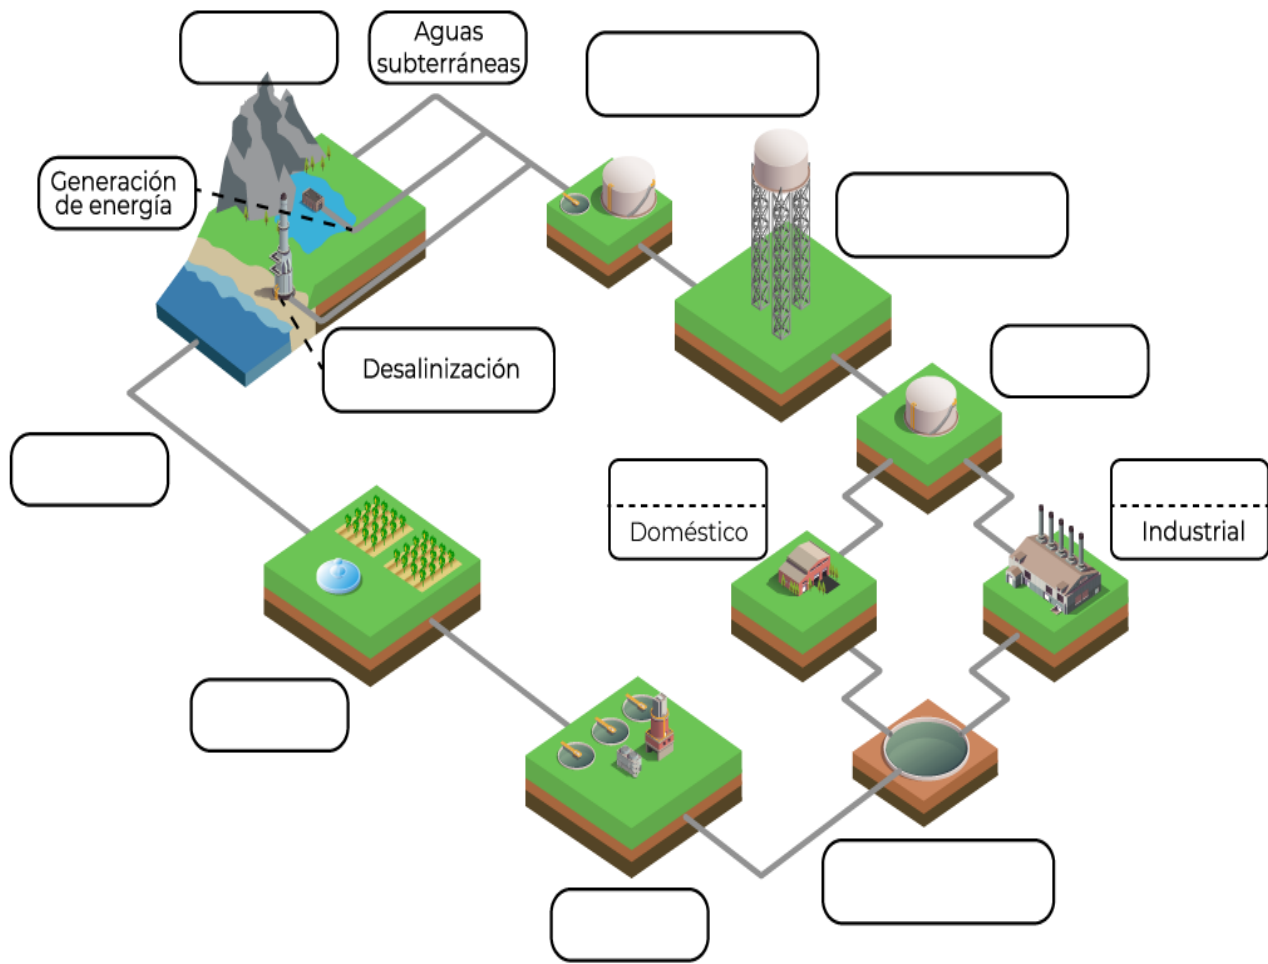 Aguas
subterráneas
Generación
de energía
Desalinización
Doméstico
Industrial